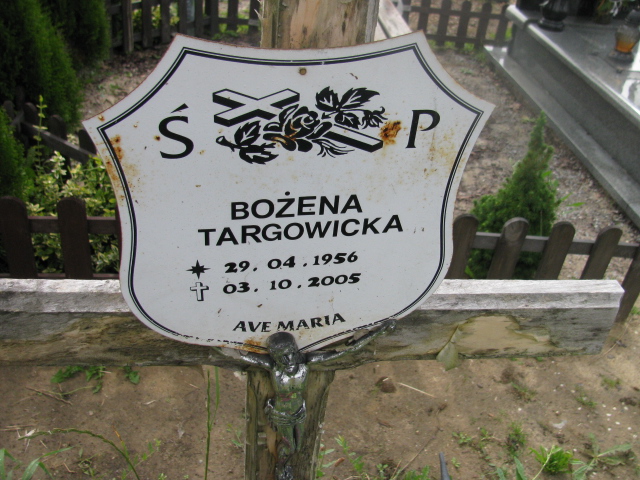 Ś P
BOŻENA
TARGOWICKA
29. 04. 1956
03. 10. 2005
AVE MARIA